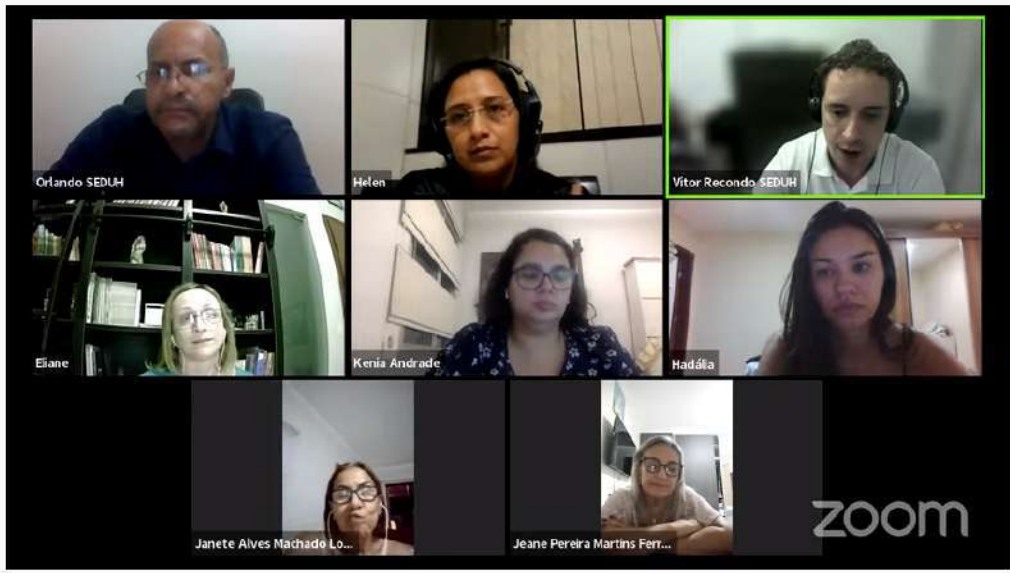 Orlando SEDUH
Helen
Vitor Recondo SEDUH
Eliane
Kenia Andrade
Hadália
Janete Alves Machado Lo...
Jeane Pereira Martins Ferr...
zoom